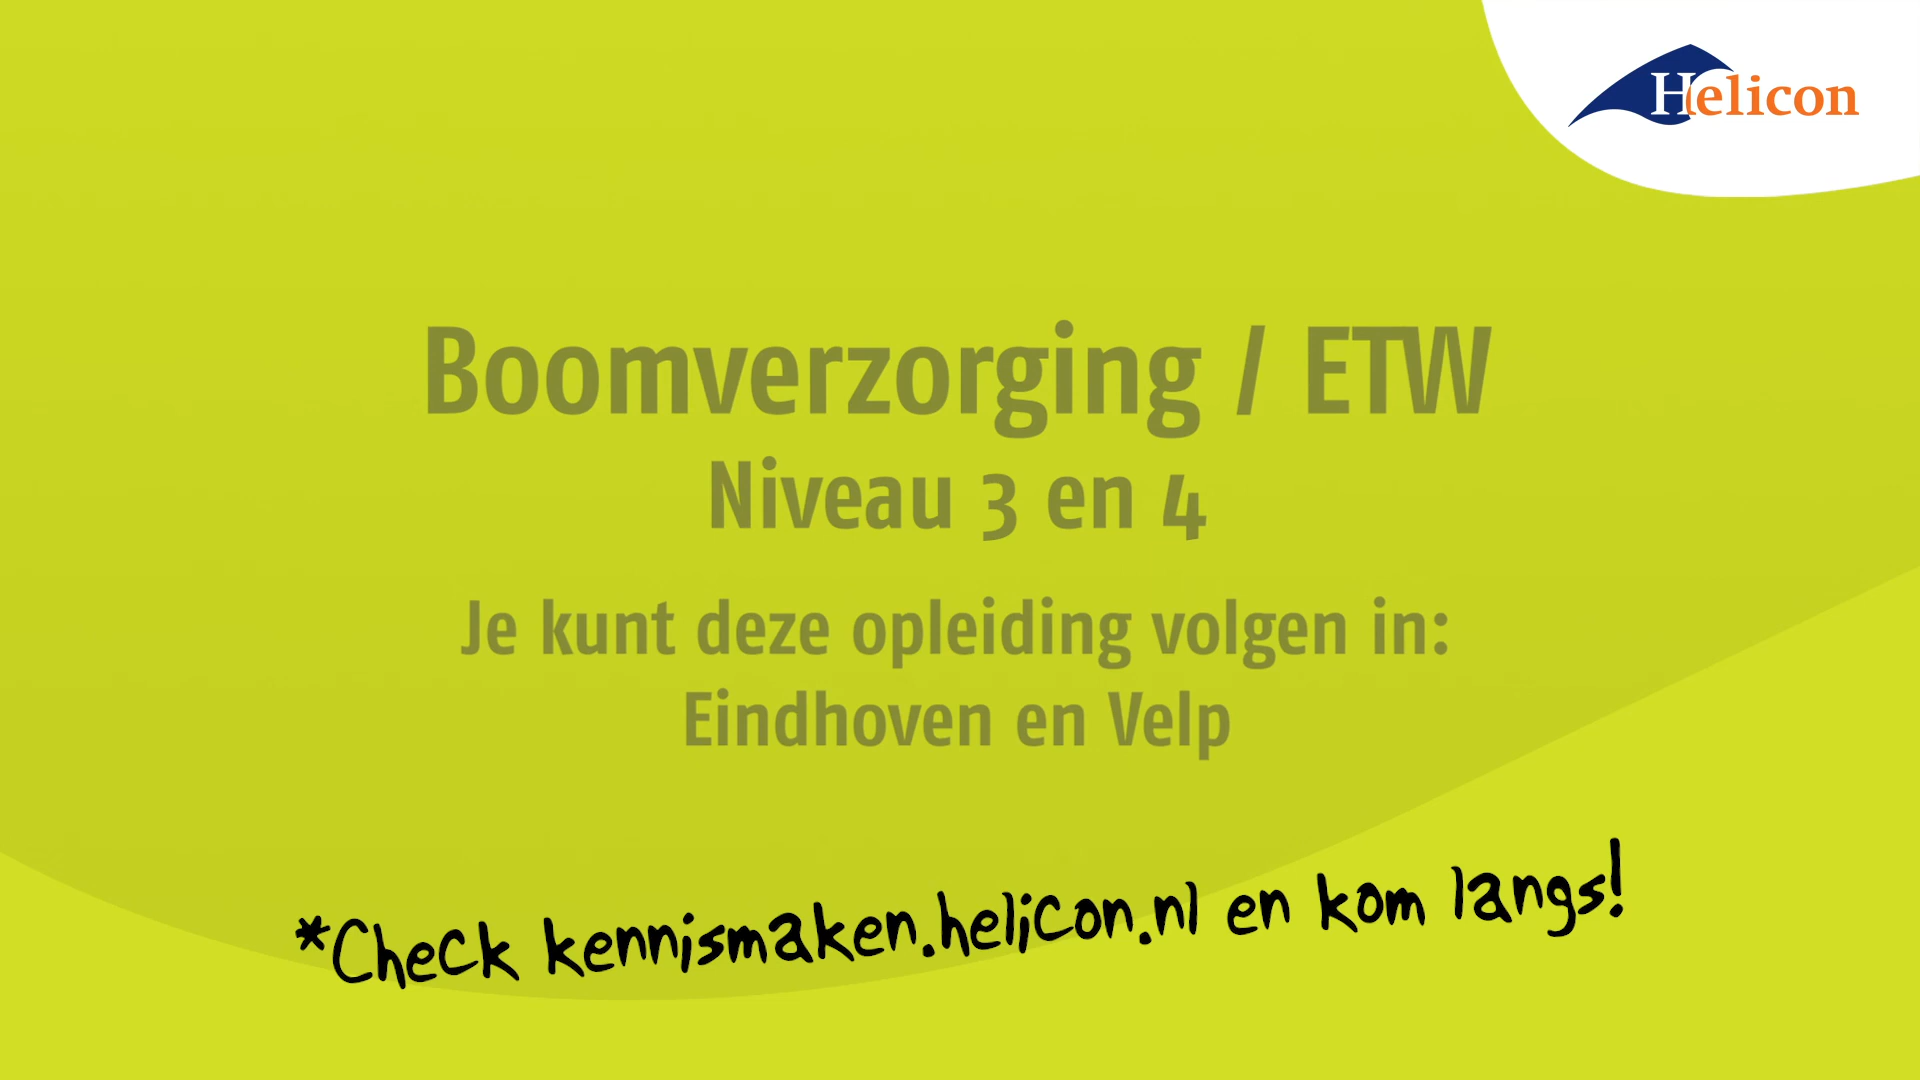 Helicon
Boomverzorging / ETW
Niveau 3 en 4
Je kunt deze opleiding volgen in:
Eindhoven en Velp
*Check kennismaken.helicon.nl en kom langs!